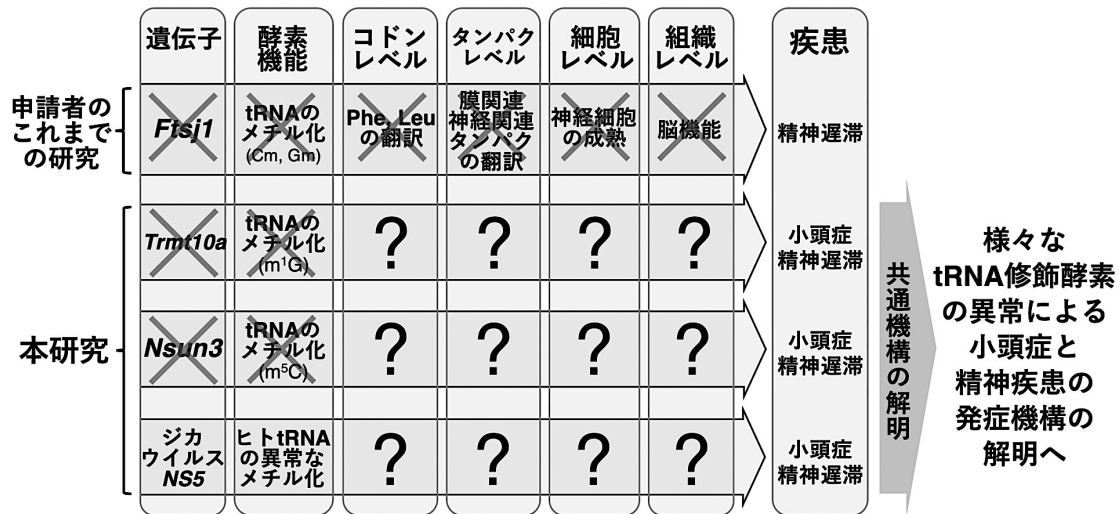 遺伝子
酵素
機能
コドン
レベル
タンパク
レベル
細胞
レベル
組織
レベル
疾患
申請者の
これまで
の研究
Ftsj1
tRNAの
メチル化
(Cm, Gm)
Phe, Leu
の翻訳
膜関連
神経関連
タンパク
の翻訳
神経細胞
の成熟
脳機能
精神遅滞
本研究
Trmt10a
tRNAの
メチル化
(m¹G)
?
?
?
?
小頭症
精神遅滞
Nsun3
tRNAの
メチル化
(m⁵C)
?
?
?
?
小頭症
精神遅滞
ジカ
ウイルス
NS5
ヒトtRNA
の異常な
メチル化
?
?
?
?
小頭症
精神遅滞
共通機構の解明
様々な
tRNA修飾酵素
の異常による
小頭症と
精神疾患の
発症機構の
解明へ